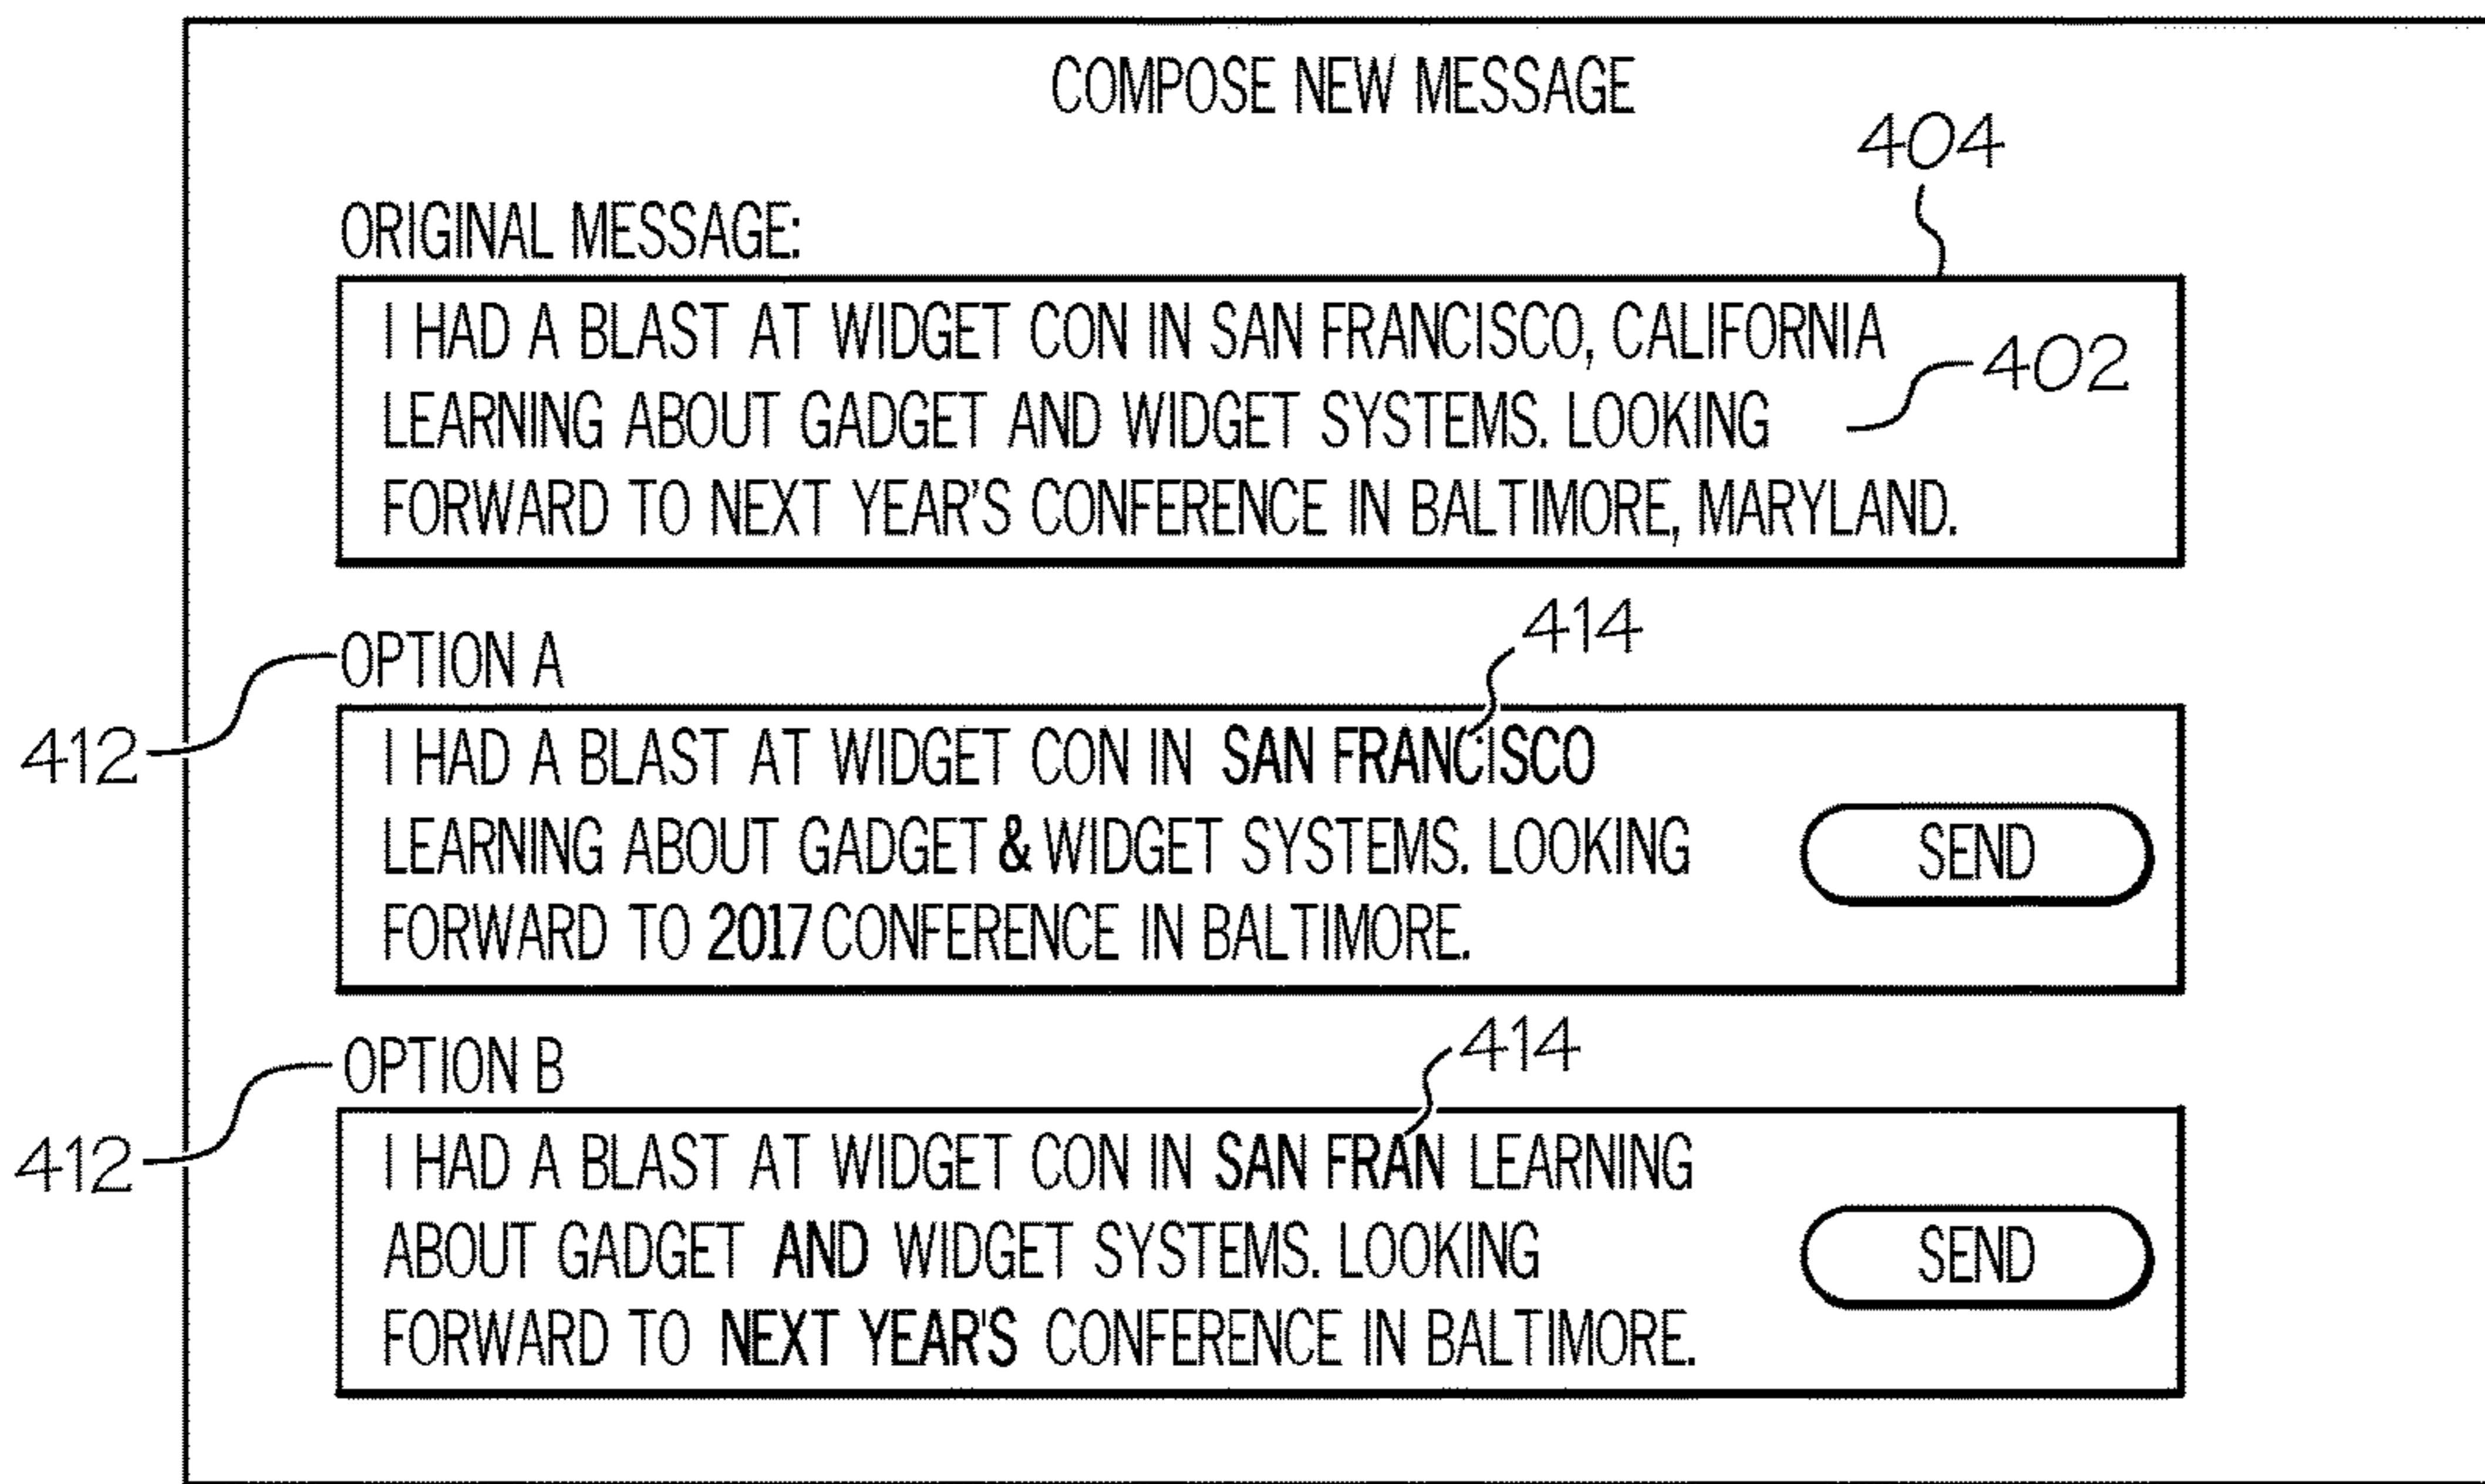 COMPOSE NEW MESSAGE
404
ORIGINAL MESSAGE:
I HAD A BLAST AT WIDGET CON IN SAN FRANCISCO, CALIFORNIA
402
LEARNING ABOUT GADGET AND WIDGET SYSTEMS. LOOKING
FORWARD TO NEXT YEAR'S CONFERENCE IN BALTIMORE, MARYLAND.
414
OPTION A
412
I HAD A BLAST AT WIDGET CON IN SAN FRANCISCO
LEARNING ABOUT GADGET & WIDGET SYSTEMS. LOOKING
SEND
FORWARD TO 2017 CONFERENCE IN BALTIMORE.
414
OPTION B
412
I HAD A BLAST AT WIDGET CON IN SAN FRAN LEARNING
ABOUT GADGET AND WIDGET SYSTEMS. LOOKING
SEND
FORWARD TO NEXT YEAR'S CONFERENCE IN BALTIMORE.